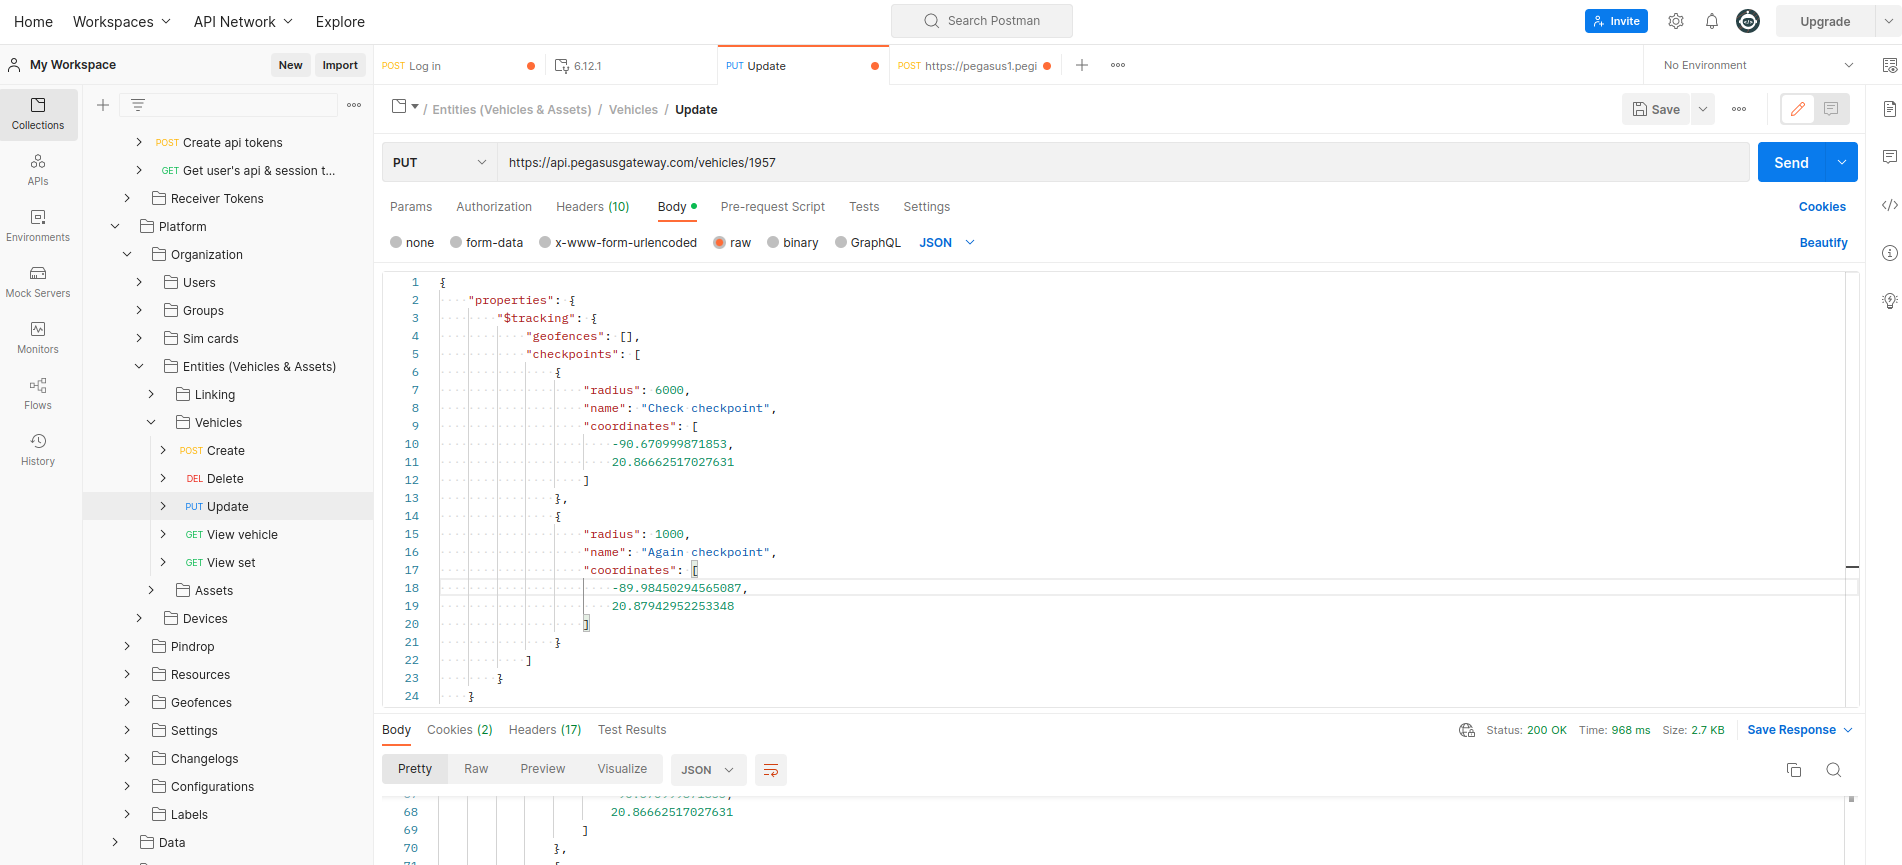 Home Workspaces API Network Explore Search Postman Invite Upgrade
My Workspace New Import POST Log in 6.12.1 PUT Update POST https://pegasus1.pegi No Environment
Collections
APIs
Environments
Mock Servers
Monitors
Flows
History
POST Create api tokens
GET Get user's api & session t...
Receiver Tokens
Platform
Organization
Users
Groups
Sim cards
Entities (Vehicles & Assets)
Linking
Vehicles
POST Create
DEL Delete
PUT Update
GET View vehicle
GET View set
Assets
Devices
Pindrop
Resources
Geofences
Settings
Changelogs
Configurations
Labels
Data
/ Entities (Vehicles & Assets) / Vehicles / Update Save
PUT https://api.pegasusgateway.com/vehicles/1957 Send
Params Authorization Headers (10) Body Pre-request Script Tests Settings Cookies
none form-data x-www-form-urlencoded raw binary GraphQL JSON Beautify
1 {
2 "properties": {
3 "$tracking": {
4 "geofences": [],
5 "checkpoints": [
6 {
7 "radius": 6000,
8 "name": "Check checkpoint",
9 "coordinates": [
10 -90.670999871853,
11 20.86662517027631
12 ]
13 },
14 {
15 "radius": 1000,
16 "name": "Again checkpoint",
17 "coordinates": [
18 -89.98450294565087,
19 20.87942952253348
20 ]
21 }
22 ]
23 }
24 }
Body Cookies (2) Headers (17) Test Results Status: 200 OK Time: 968 ms Size: 2.7 KB Save Response
Pretty Raw Preview Visualize JSON
68 20.86662517027631
69 ]
70 },